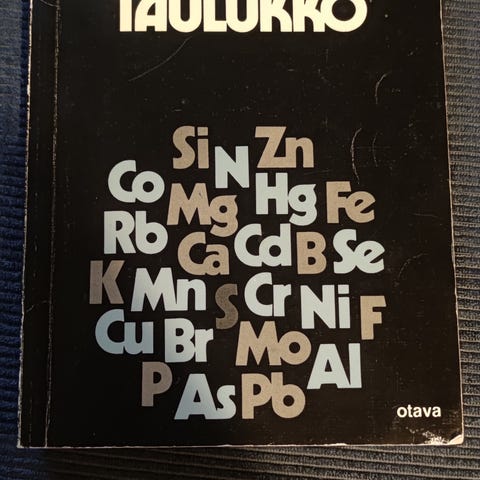 TAULUKKO
Si N Zn
Co Mg Hg Fe
Rb Ca Cd B Se
K Mn S Cr Ni F
Cu Br Mo Al
P As Pb
otava